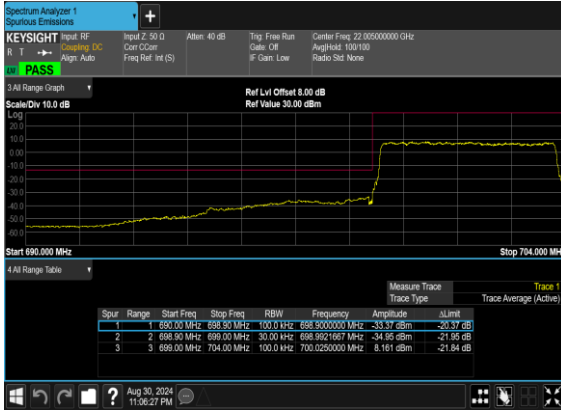 Spectrum Analyzer 1
Spurious Emissions
+
KEYSIGHT
R T
PASS
Input: RF
Coupling: DC
Align: Auto
Input Z: 50 Ω
Corr CCorr
Freq Ref: Int (S)
Atten: 40 dB
Trig: Free Run
Gate: Off
IF Gain: Low
Center Freq: 22.005000000 GHz
Avg|Hold: 100/100
Radio Std: None
3 All Range Graph
Scale/Div 10.0 dB
Ref Lvl Offset 8.00 dB
Ref Value 30.00 dBm
Log
20.0
10.0
0.00
-10.0
-20.0
-30.0
-40.0
-50.0
-60.0
Start 690.000 MHz
Stop 704.000 MH
4 All Range Table
Measure Trace Trace 1
Trace Type Trace Average (Active)
Spur Range Start Freq Stop Freq RBW Frequency Amplitude ΔLimit
1 1 690.00 MHz 698.90 MHz 100.0 kHz 698.9000000 MHz -33.37 dBm -20.37 dB
2 2 698.90 MHz 699.00 MHz 30.00 kHz 698.9921667 MHz -34.95 dBm -21.95 dB
3 3 699.00 MHz 704.00 MHz 100.0 kHz 700.0250000 MHz 8.161 dBm -21.84 dB
?
Aug 30, 2024
11:06:27 PM